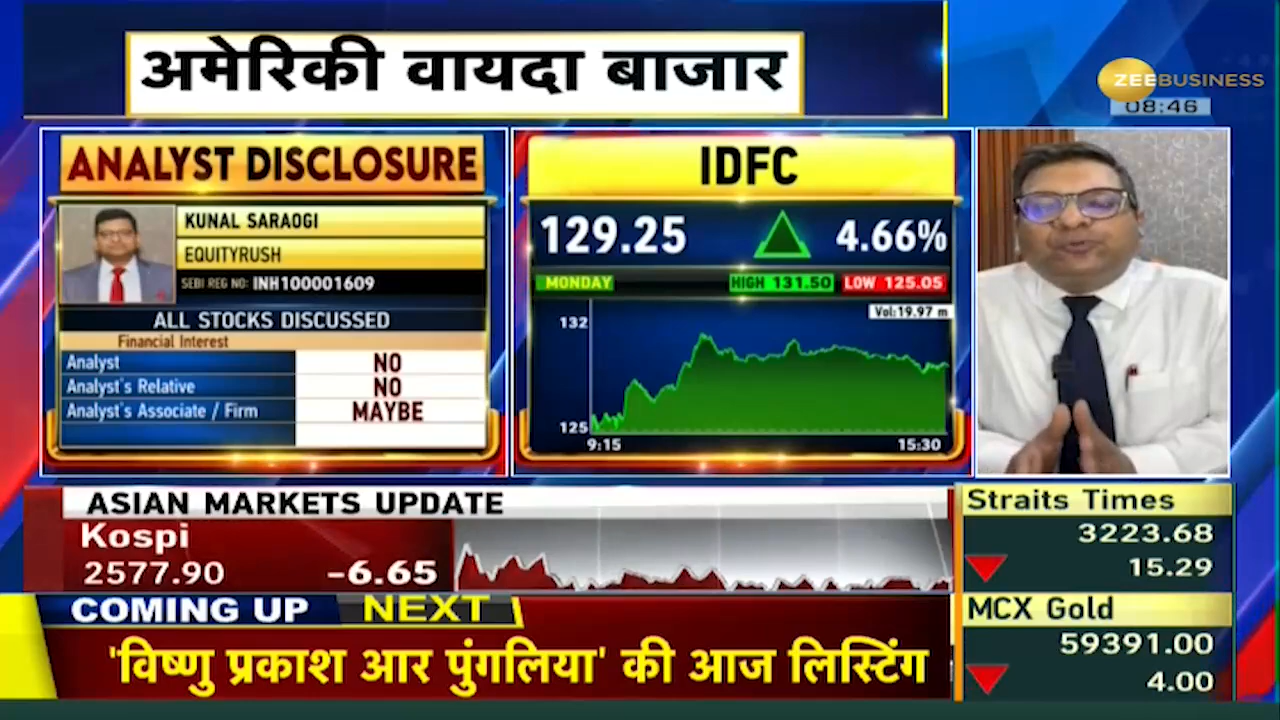 अमेरिकी वायदा बाजार
ZEEBUSINESS
08:46
ANALYST DISCLOSURE
KUNAL SARAOGI
EQUITYRUSH
SEBI REG NO: INH100001609
ALL STOCKS DISCUSSED
Financial Interest
Analyst NO
Analyst's Relative NO
Analyst's Associate / Firm MAYBE
IDFC
129.25 4.66%
MONDAY HIGH 131.50 LOW 125.05
Vol:19.97 m
132
125
9:15 15:30
ASIAN MARKETS UPDATE
Kospi
2577.90 -6.65
Straits Times
3223.68
15.29
COMING UP NEXT
'विष्णु प्रकाश आर पुंगलिया' की आज लिस्टिंग
MCX Gold
59391.00
4.00